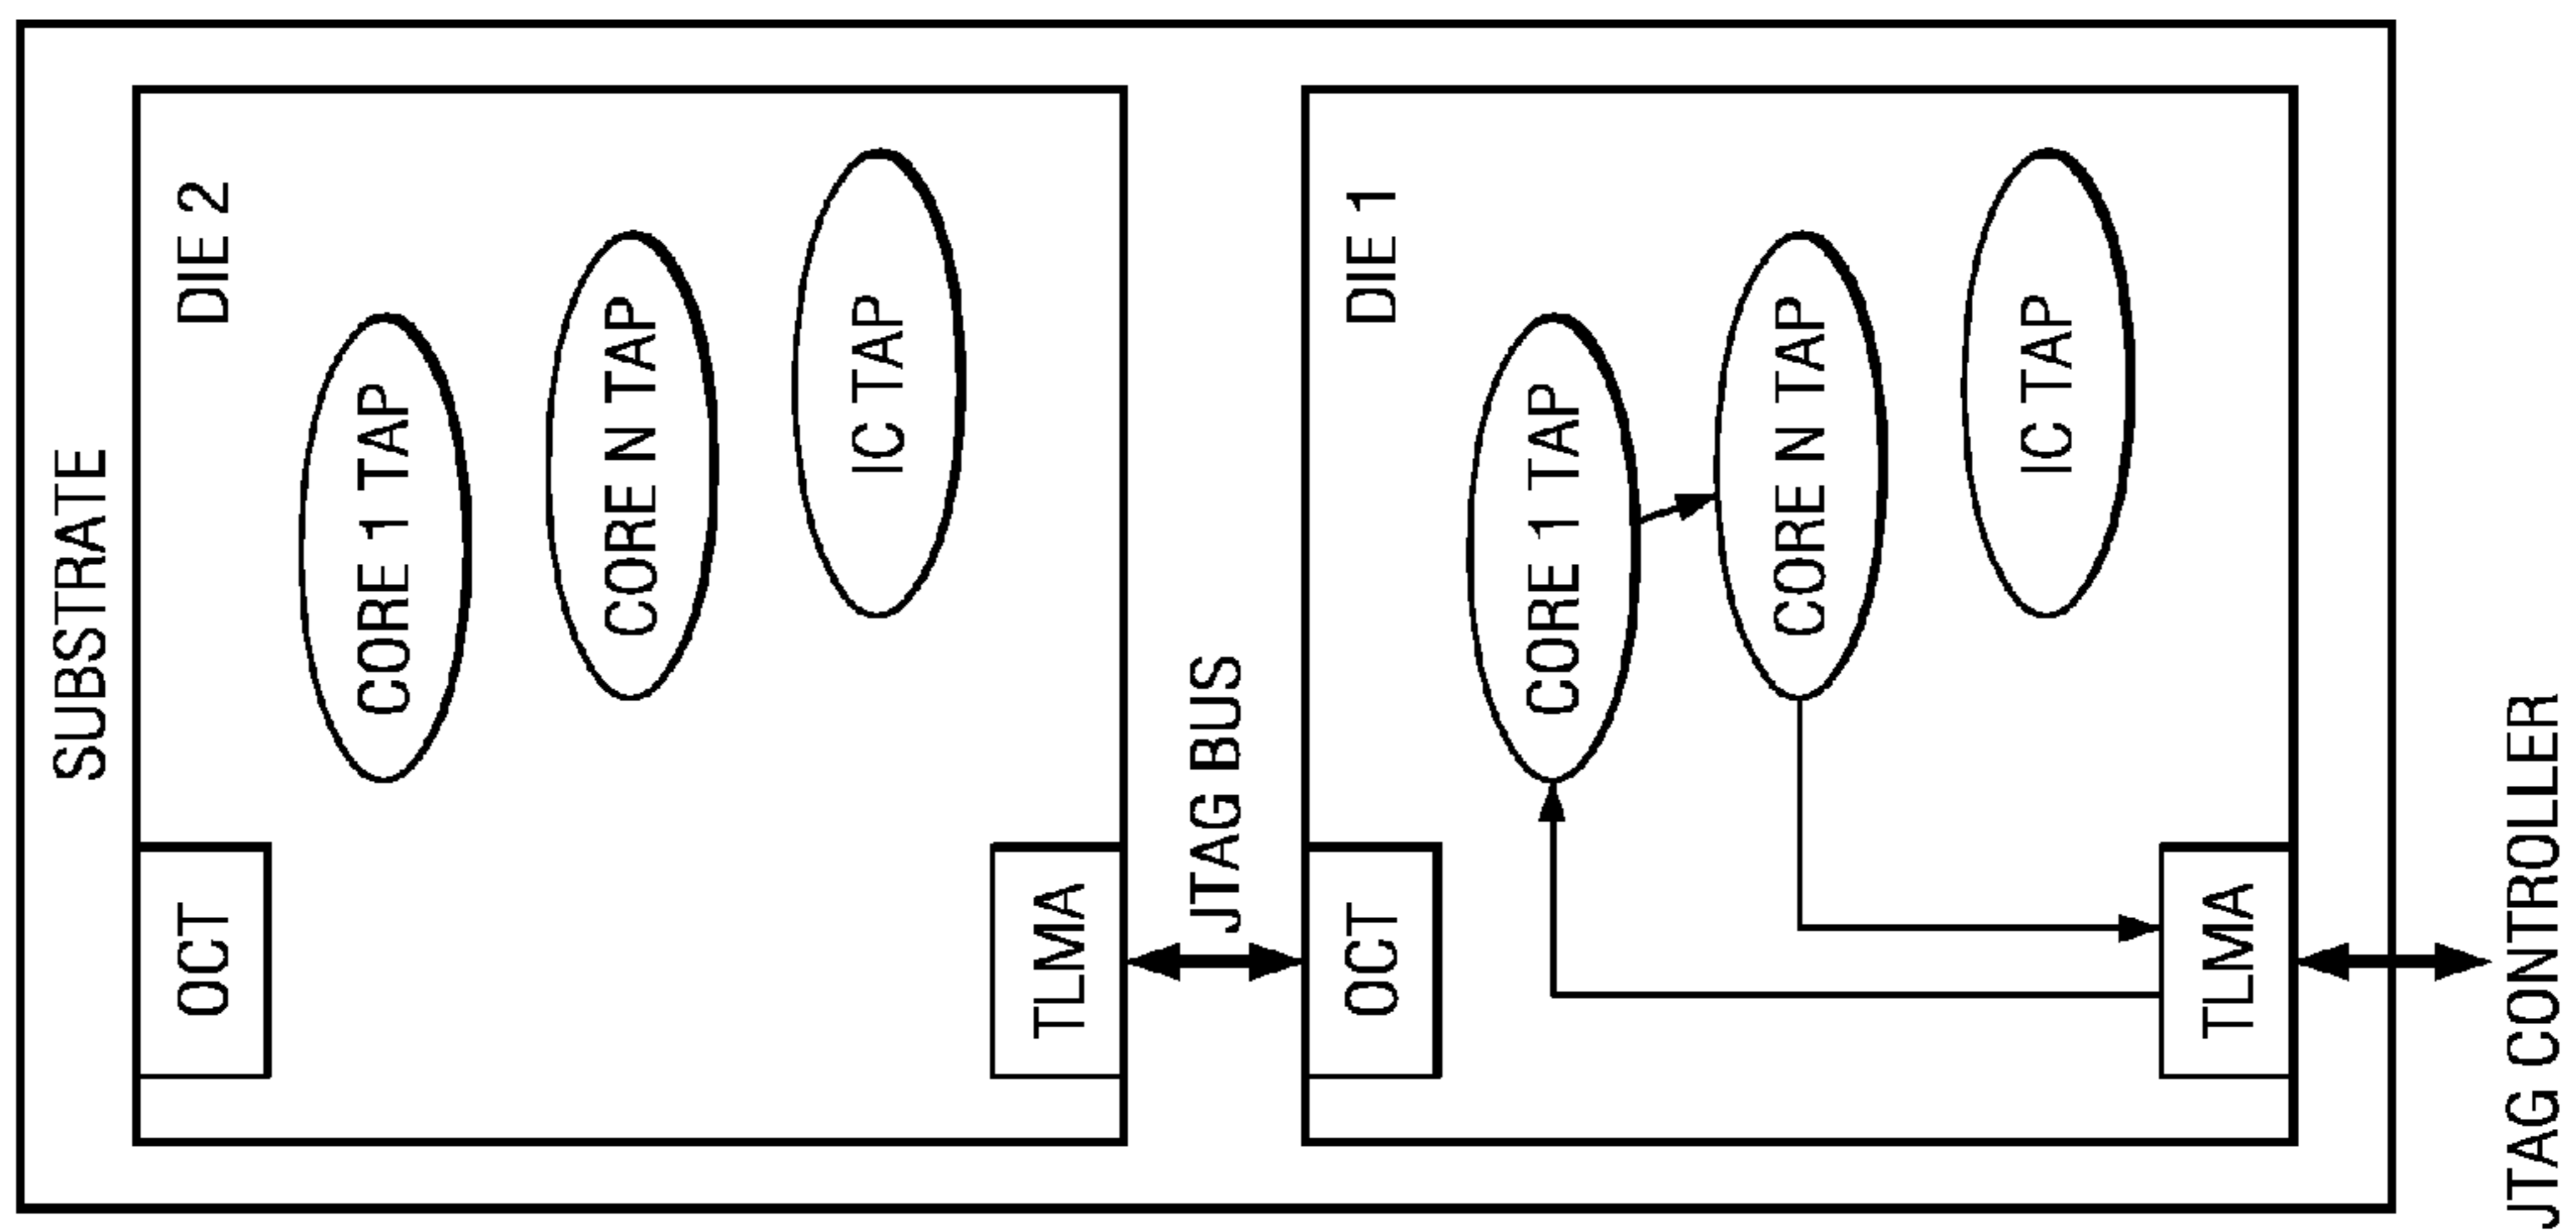 SUBSTRATE
OCT
DIE 2
CORE 1 TAP
CORE N TAP
IC TAP
TLMA
JTAG BUS
OCT
DIE 1
CORE 1 TAP
CORE N TAP
IC TAP
TLMA
JTAG CONTROLLER